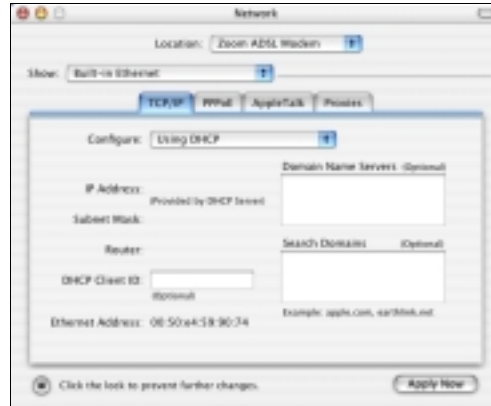 Network
Location: Zoom ADSL Modem
Show: Built-in Ethernet
TCP/IP PPPoE AppleTalk Proxies
Configure: Using DHCP
Domain Name Servers (Optional)
IP Address:
(Provided by DHCP Server)
Subnet Mask:
Router:
Search Domains (Optional)
DHCP Client ID:
(Optional)
Example: apple.com, earthlink.net
Ethernet Address: 00:50:e4:59:90:74
Click the lock to prevent further changes.
Apply Now